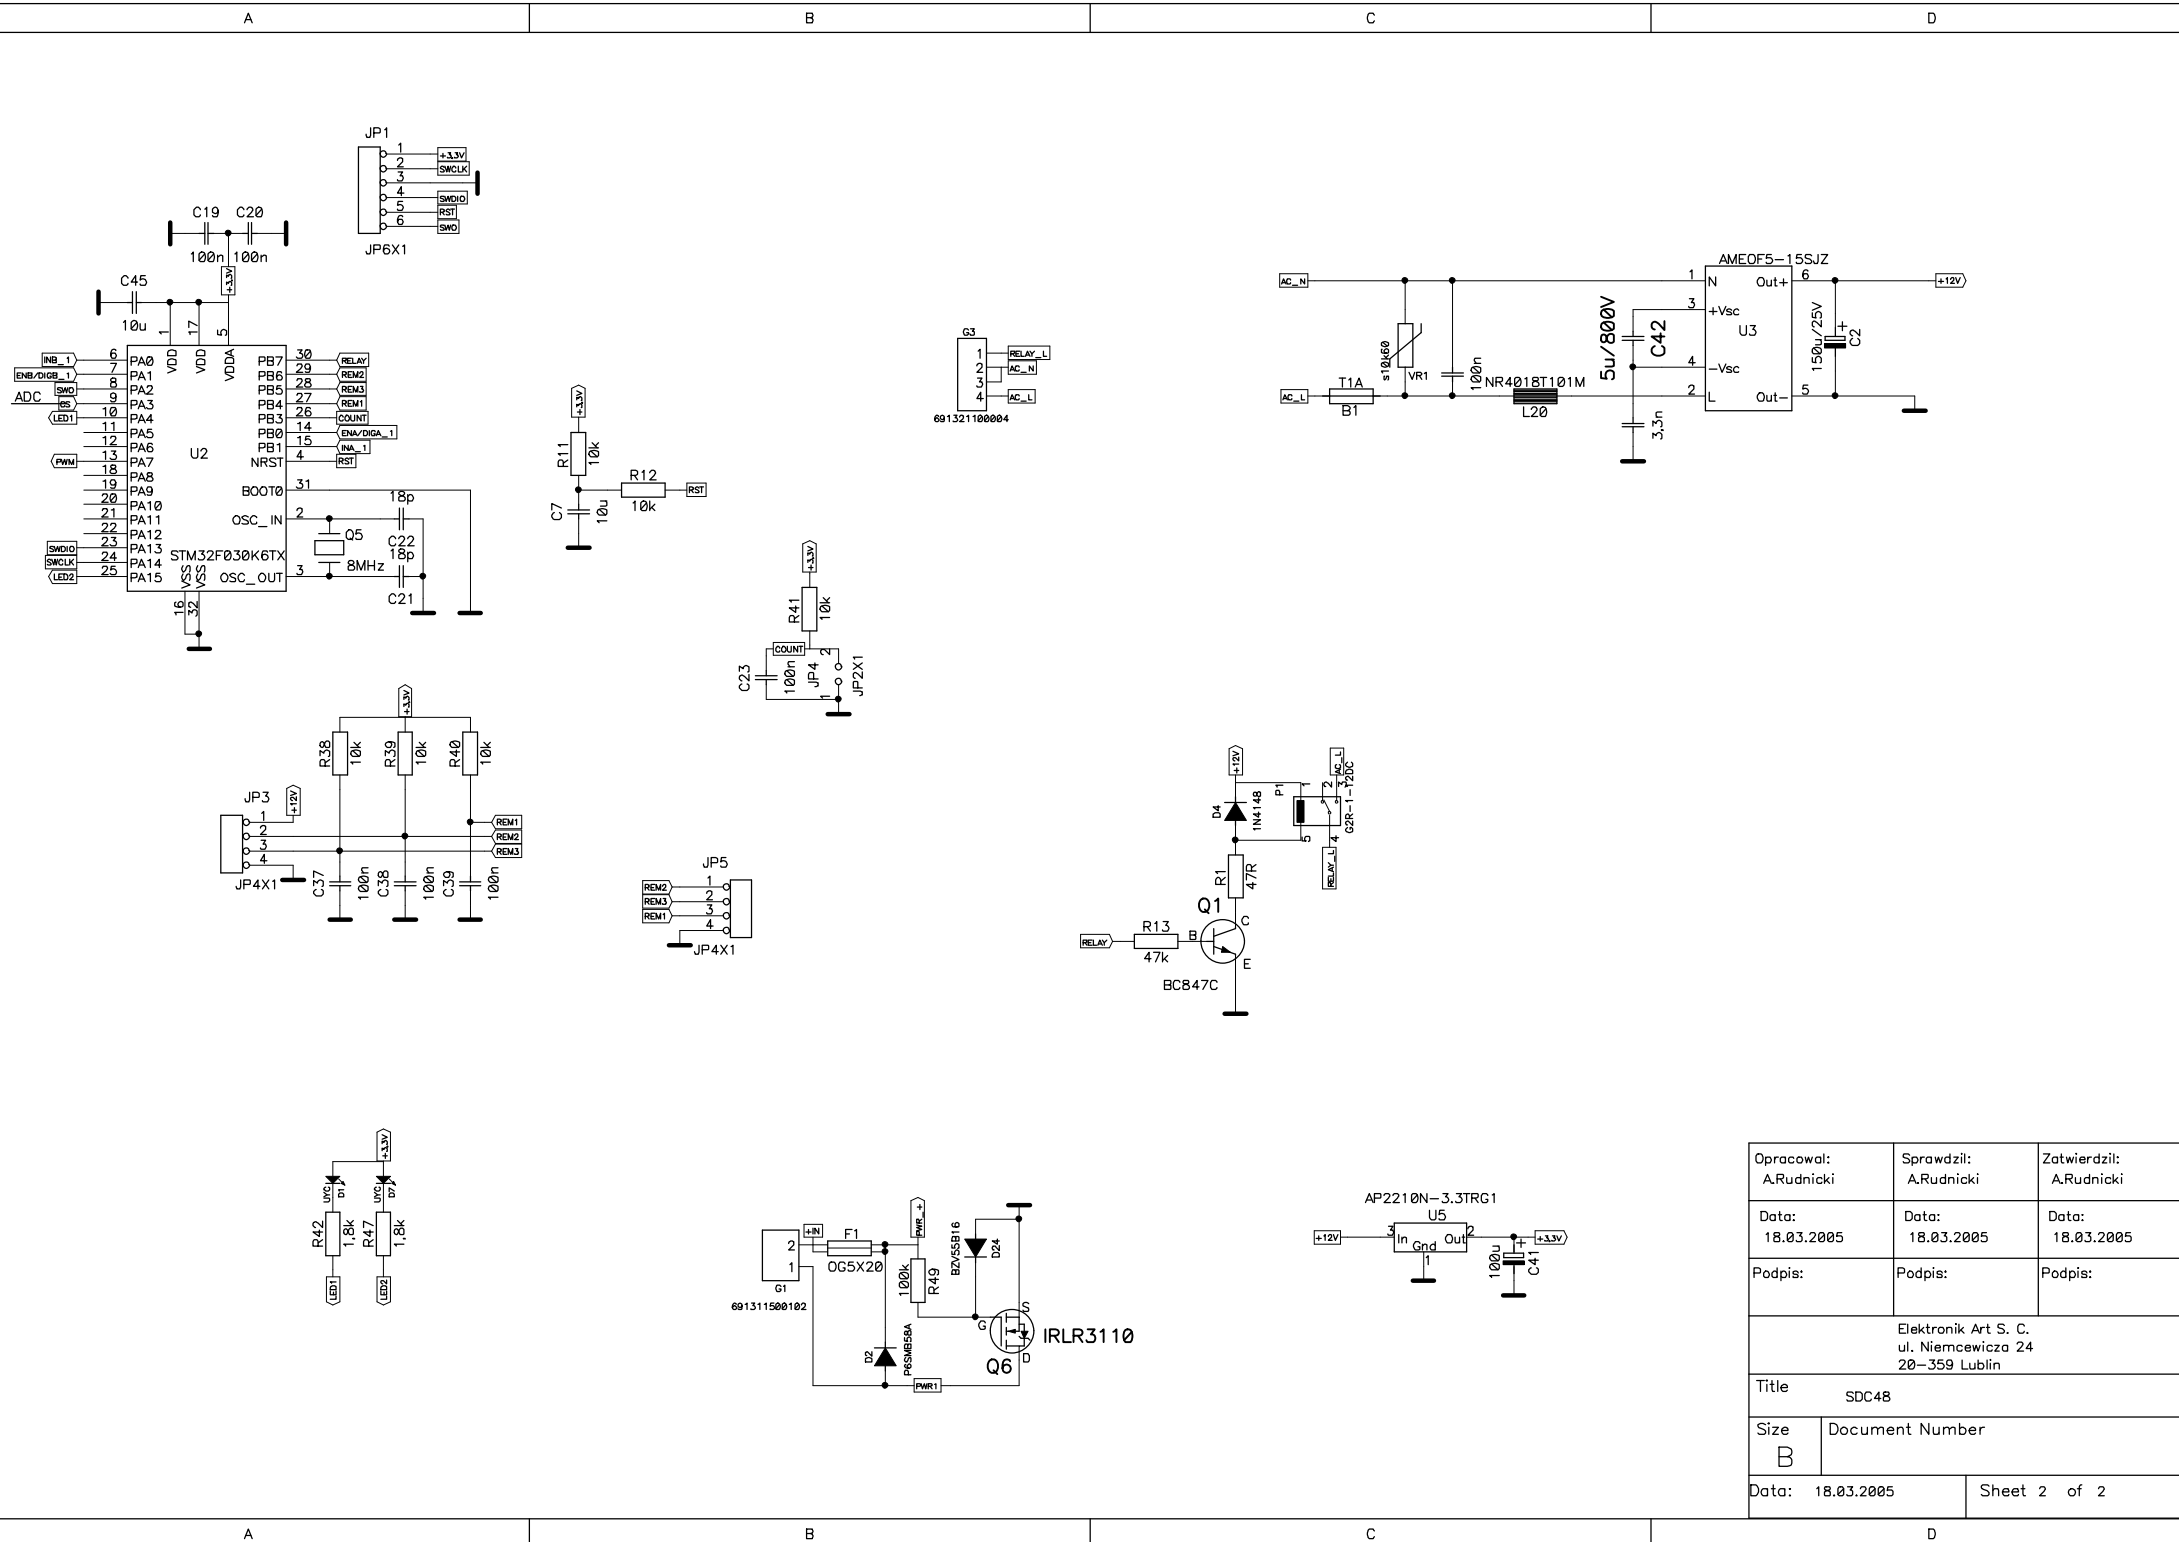 A B C D
JP1
1 +3,3V
2 SWCLK
3
4 SWDIO
5 RST
6 SWO
JP6X1
C19 C20
100n 100n
+3,3V
C45
10u
1 17 5
VDD VDD VDDA
INB_1 6 PA0
ENB/DIGB_1 7 PA1
SWO 8 PA2
ADC CS 9 PA3
LED1 10 PA4
11 PA5
12 PA6
PWM 13 PA7
18 PA8
19 PA9
20 PA10
21 PA11
22 PA12
SWDIO 23 PA13
SWCLK 24 PA14
LED2 25 PA15
U2
STM32F030K6TX
PB7 30 RELAY
PB6 29 REM2
PB5 28 REM3
PB4 27 REM1
PB3 26 COUNT
PB0 14 ENA/DIGA_1
PB1 15 INA_1
NRST 4 RST
BOOT0 31
OSC_IN 2
OSC_OUT 3
VSS VSS
16 32
18p
C22
Q5
8MHz
18p
C21
+3,3V
R11
10k
C7
10u
R12
10k
RST
+3,3V
R41
10k
COUNT
C23
100n
JP4
2
1
JP2X1
G3
1 RELAY_L
2 AC_N
3
4 AC_L
691321100004
AC_N
AC_L
T1A
B1
s10k60
VR1
100n
NR4018T101M
L20
5u/800V
C42
3,3n
AMEOF5-15SJZ
1 N
3 +Vsc
4 -Vsc
2 L
U3
Out+ 6
Out- 5
+12V
150u/25V
+
C2
+3,3V
R38
10k
R39
10k
R40
10k
JP3
1 +12V
2
3
4
JP4X1
REM1
REM2
REM3
C37
100n
C38
100n
C39
100n
JP5
REM2 1
REM3 2
REM1 3
4
JP4X1
+12V
D4
1N4148
P1
1
5
2
3
4
AC_L
G2R-1-12DC
RELAY_L
R1
47R
Q1
C
B
E
RELAY
R13
47k
BC847C
+3,3V
UYC
D1
UYC
D7
R42
1,8k
R47
1,8k
LED1
LED2
2
1
G1
691311500102
+IN
F1
OG5X20
PWR_+
100k
R49
BZV55B16
D24
D2
P6SMB58A
PWR1
S
G
D
IRLR3110
Q6
AP2210N-3.3TRG1
U5
+12V
3 In
Gnd
1
Out 2
+3,3V
100u
+
C41
Opracowal: Sprawdzil: Zatwierdzil:
A.Rudnicki A.Rudnicki A.Rudnicki
Data: Data: Data:
18.03.2005 18.03.2005 18.03.2005
Podpis: Podpis: Podpis:
Elektronik Art S. C.
ul. Niemcewicza 24
20-359 Lublin
Title
SDC48
Size Document Number
B
Data: 18.03.2005 Sheet 2 of 2
A B C D